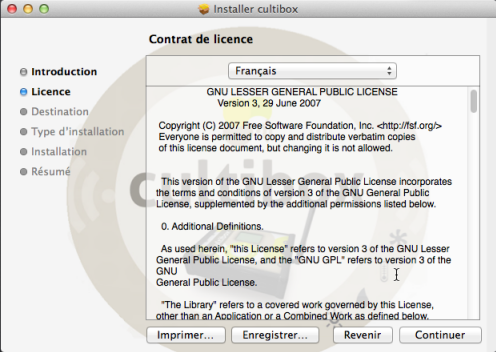 Installer cultibox
Contrat de licence
Introduction
Licence
Destination
Type d'installation
Installation
Résumé
Français
GNU LESSER GENERAL PUBLIC LICENSE
Version 3, 29 June 2007
Copyright (C) 2007 Free Software Foundation, Inc. <http://fsf.org/>
Everyone is permitted to copy and distribute verbatim copies
of this license document, but changing it is not allowed.
This version of the GNU Lesser General Public License incorporates
the terms and conditions of version 3 of the GNU General Public
License, supplemented by the additional permissions listed below.
0. Additional Definitions.
As used herein, "this License" refers to version 3 of the GNU Lesser
General Public License, and the "GNU GPL" refers to version 3 of the
GNU
General Public License.
"The Library" refers to a covered work governed by this License,
other than an Application or a Combined Work as defined below.
cultibox
Imprimer...
Enregistrer...
Revenir
Continuer